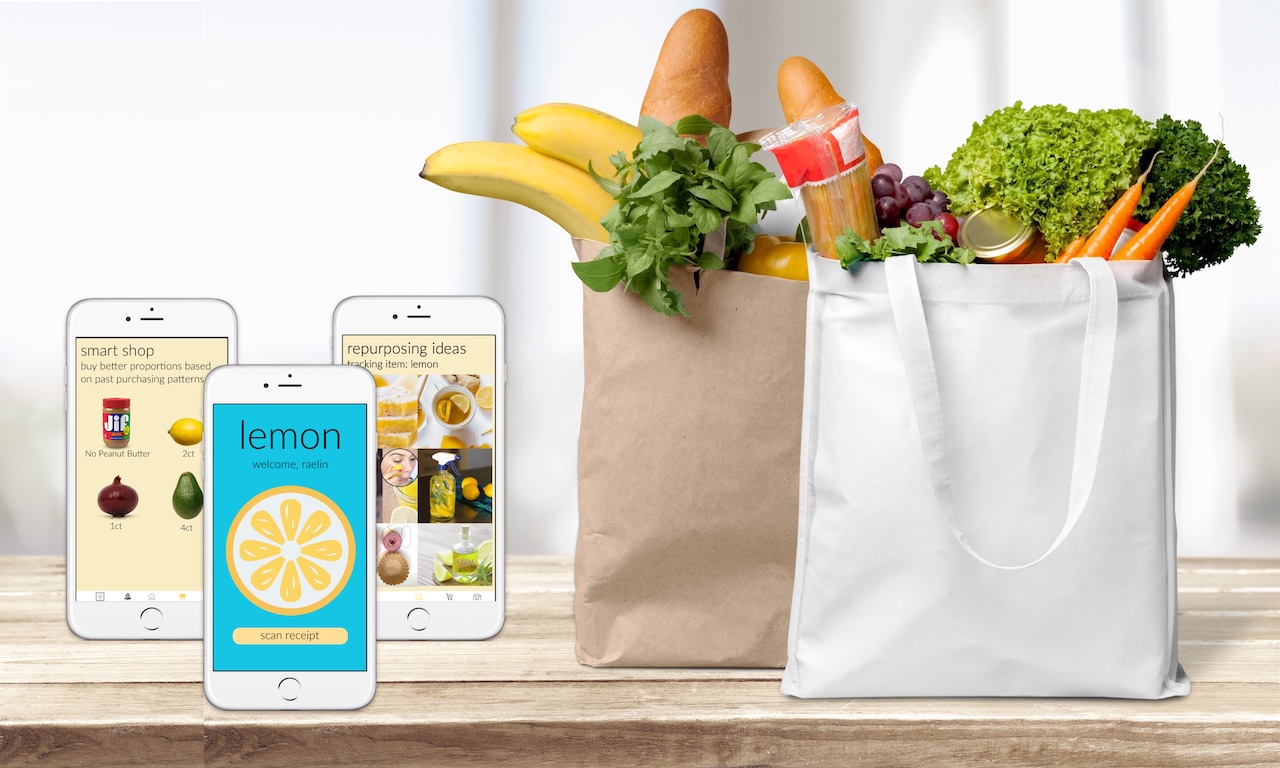 smart shop
buy better proportions based
on past purchasing patterns
Jif
No Peanut Butter
2ct
1ct
4ct
lemon
welcome, raelin
scan receipt
repurposing ideas
tracking item: lemon